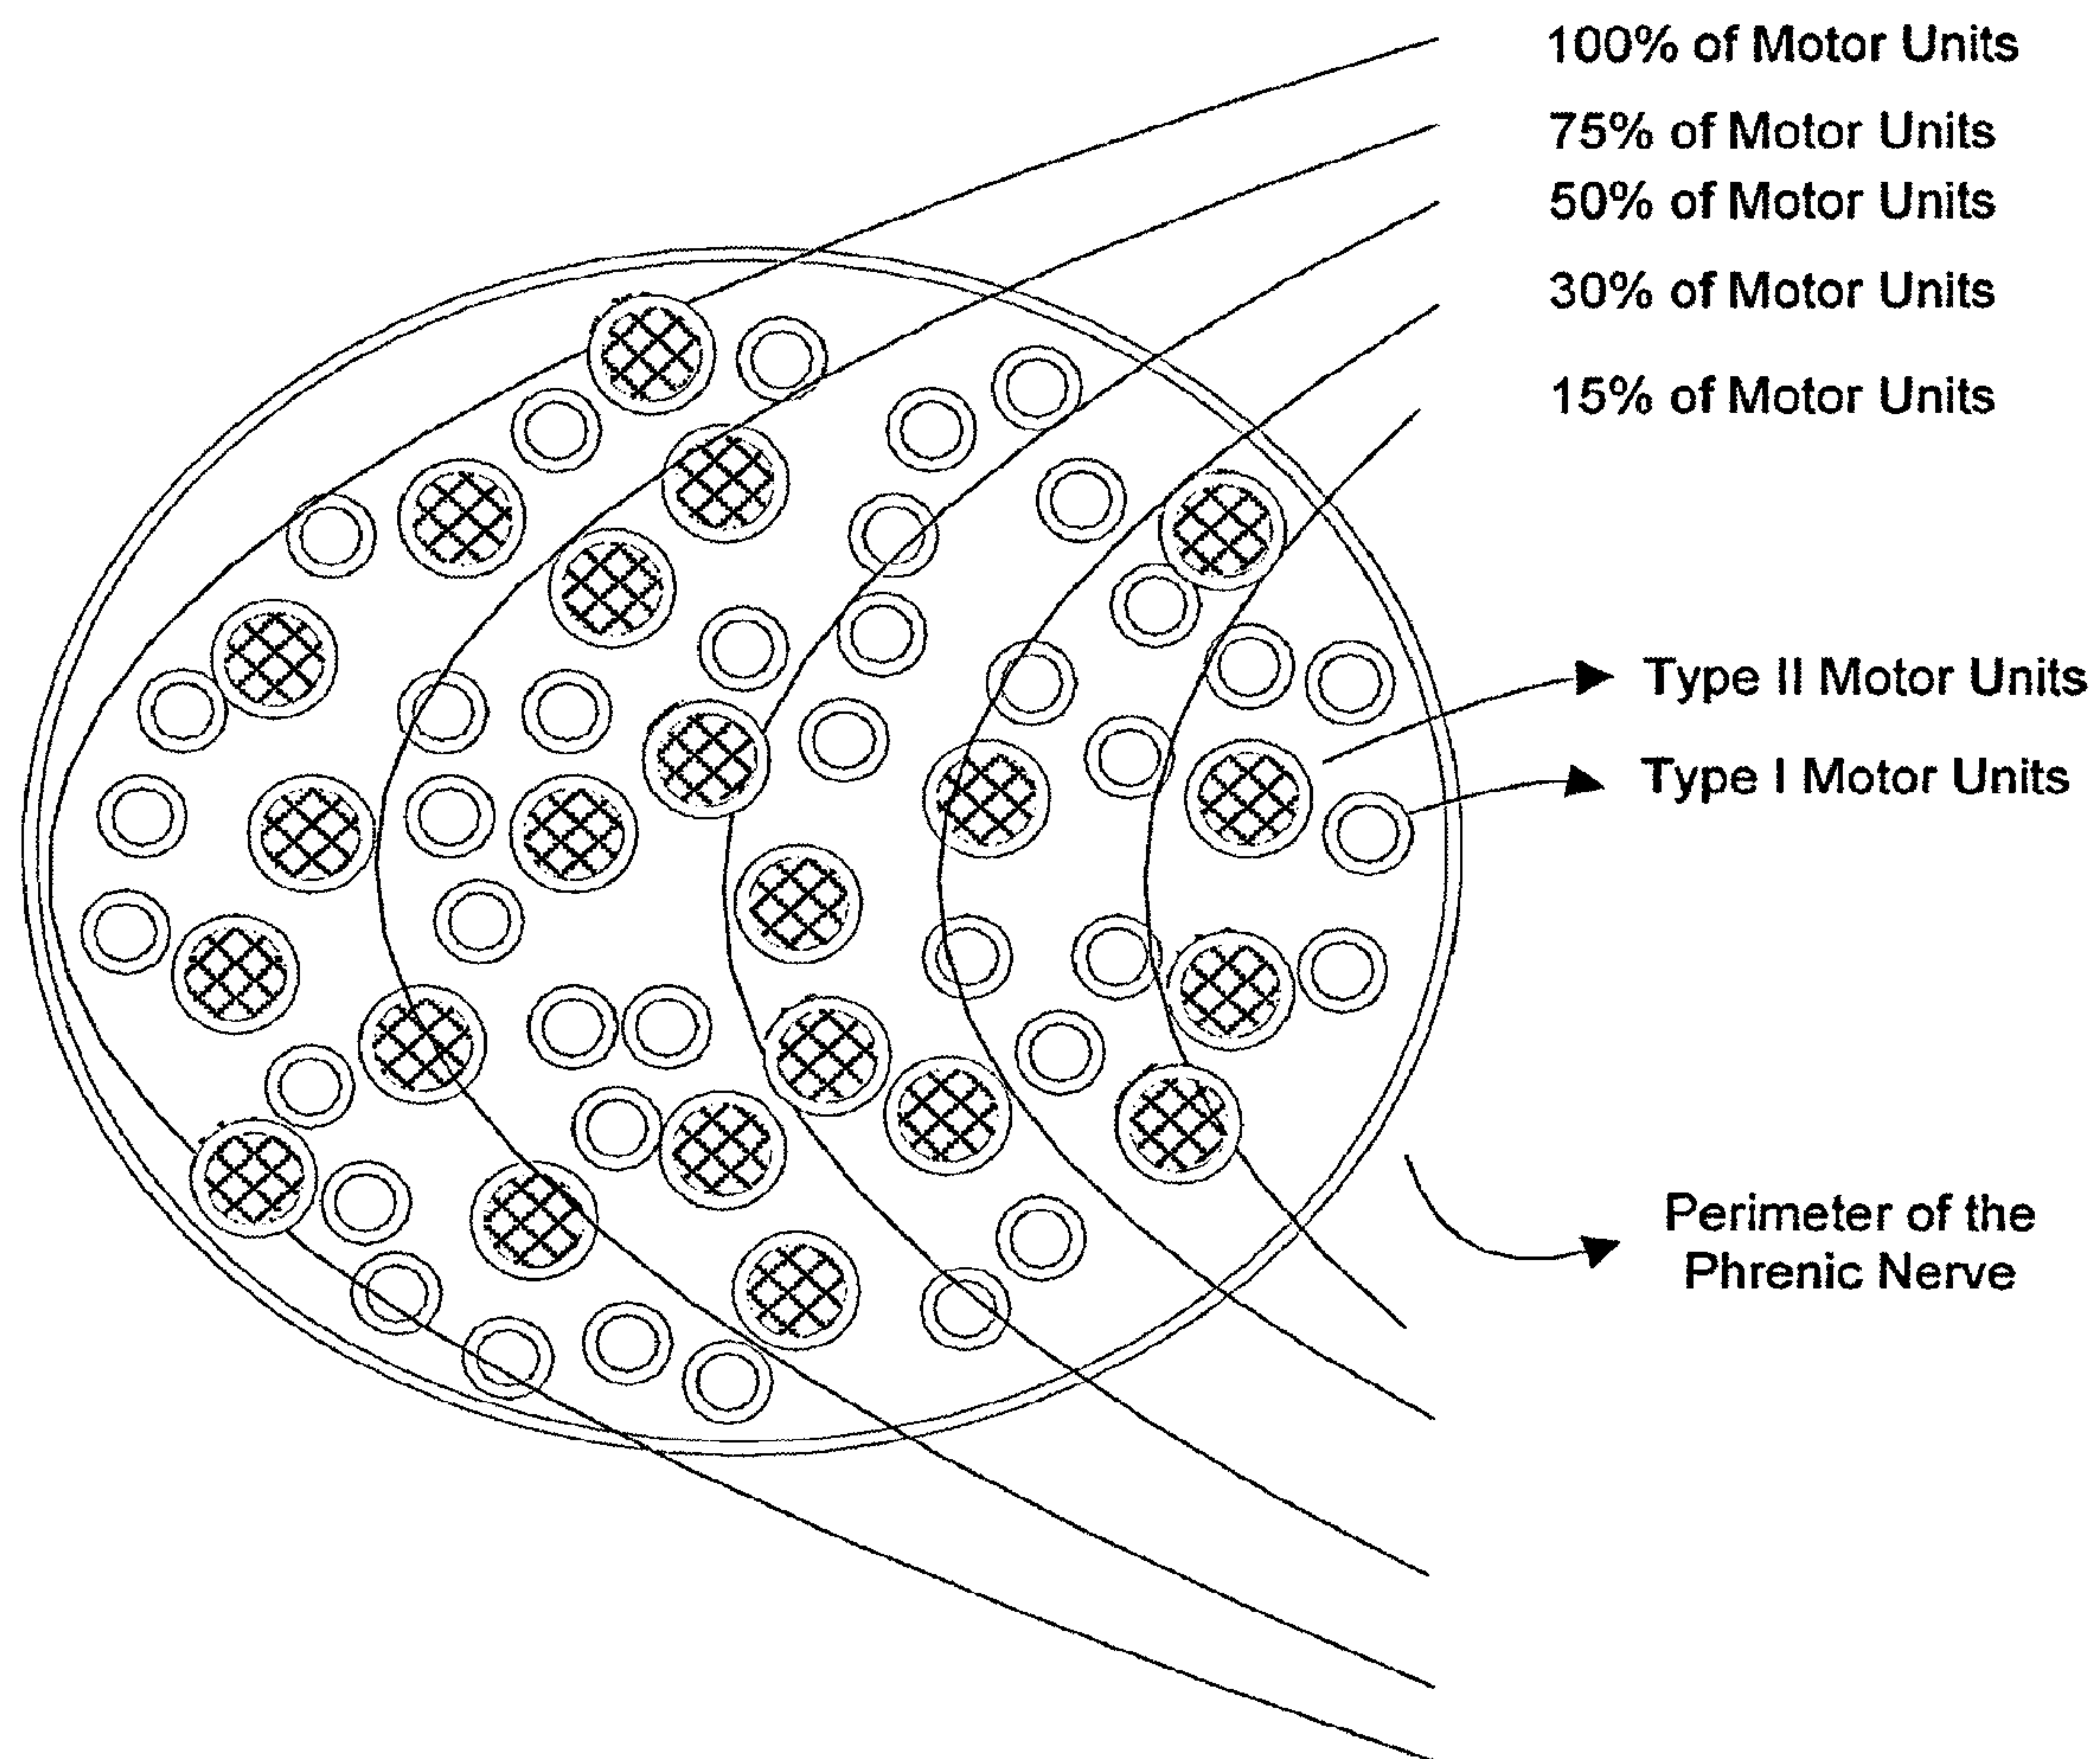 100% of Motor Units
75% of Motor Units
50% of Motor Units
30% of Motor Units
15% of Motor Units
Type II Motor Units
Type I Motor Units
Perimeter of the
Phrenic Nerve